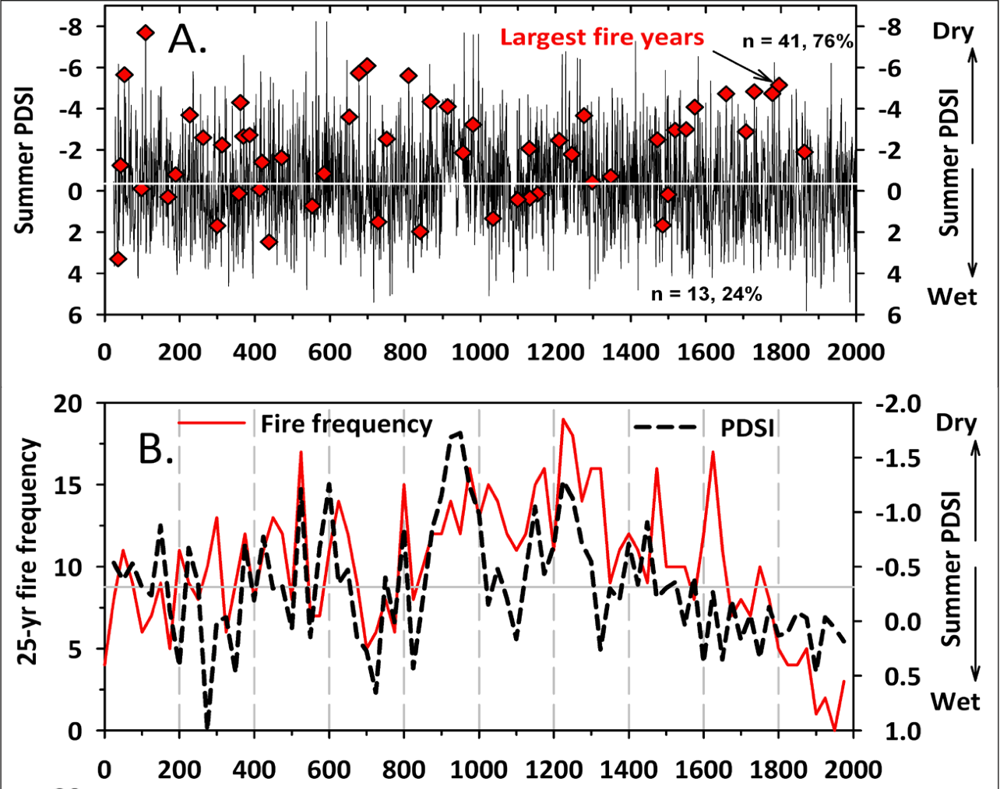 A.
Largest fire years
n = 41, 76%
n = 13, 24%
Summer PDSI
-8
-6
-4
-2
0
2
4
6
-8
-6
-4
-2
0
2
4
6
Dry
Summer PDSI
Wet
0 200 400 600 800 1000 1200 1400 1600 1800 2000
B.
Fire frequency
PDSI
25-yr fire frequency
20
15
10
5
0
-2.0
-1.5
-1.0
-0.5
0.0
0.5
1.0
Dry
Summer PDSI
Wet
0 200 400 600 800 1000 1200 1400 1600 1800 2000